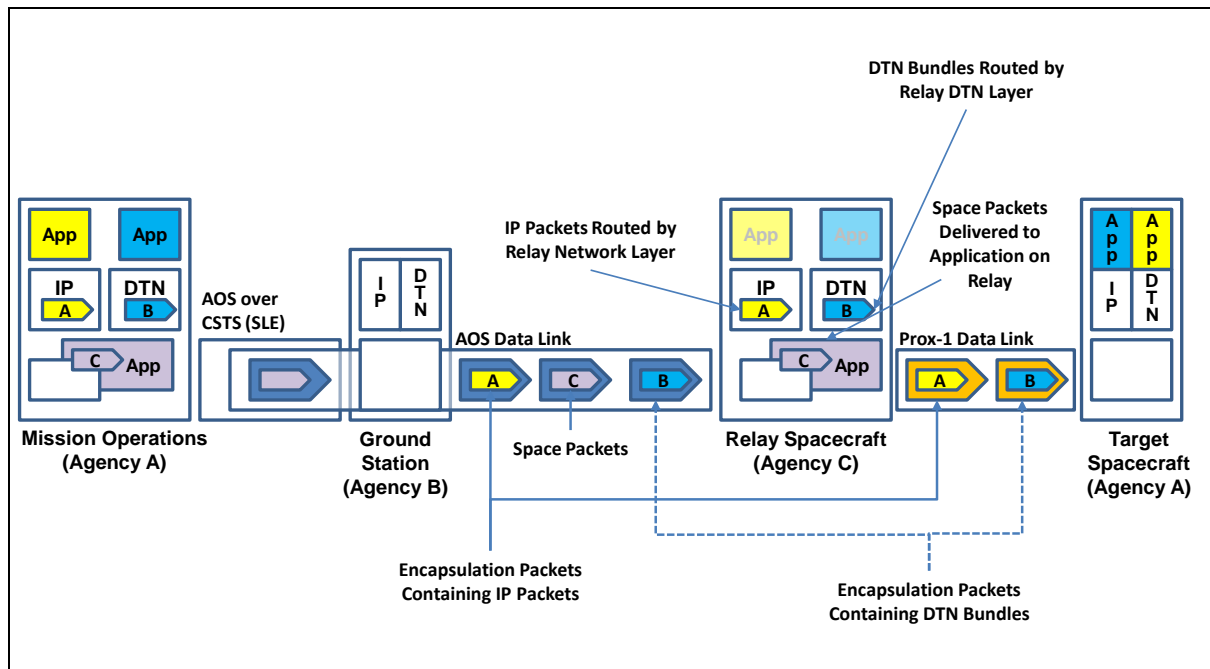 DTN Bundles Routed by
Relay DTN Layer
IP Packets Routed by
Relay Network Layer
Space Packets
Delivered to
Application on
Relay
App
App
IP
A
DTN
B
C
App
AOS over
CSTS (SLE)
IP
DTN
AOS Data Link
A
C
B
App
App
IP
A
DTN
B
C
App
Prox-1 Data Link
A
B
App
App
IP
DTN
Mission Operations
(Agency A)
Ground
Station
(Agency B)
Space Packets
Relay Spacecraft
(Agency C)
Target
Spacecraft
(Agency A)
Encapsulation Packets
Containing IP Packets
Encapsulation Packets
Containing DTN Bundles